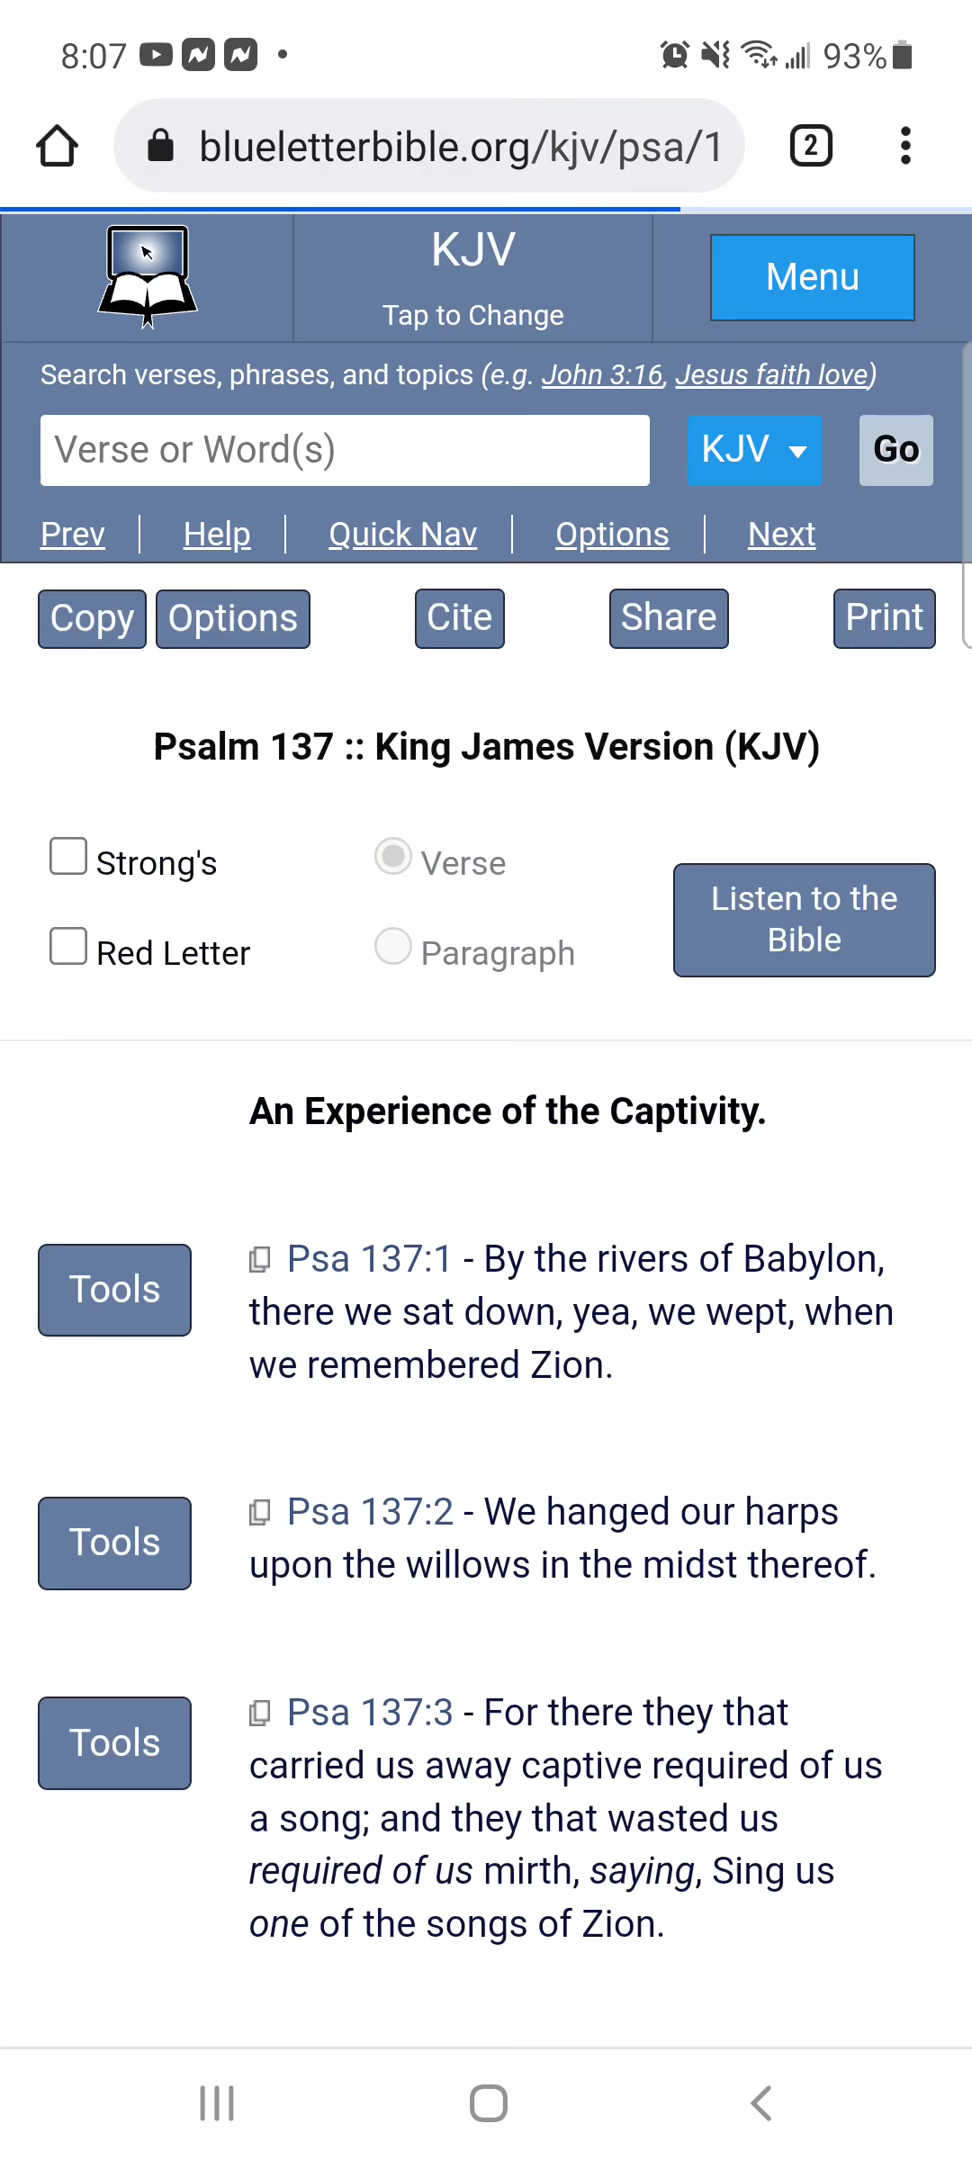 8:07 93%
blueletterbible.org/kjv/psa/1 2
KJV
Tap to Change
Menu
Search verses, phrases, and topics (e.g. John 3:16, Jesus faith love)
Verse or Word(s) KJV Go
Prev Help Quick Nav Options Next
Copy Options Cite Share Print
Psalm 137 :: King James Version (KJV)
Strong's Verse
Red Letter Paragraph
Listen to the
Bible
An Experience of the Captivity.
Tools
Psa 137:1 - By the rivers of Babylon,
there we sat down, yea, we wept, when
we remembered Zion.
Tools
Psa 137:2 - We hanged our harps
upon the willows in the midst thereof.
Tools
Psa 137:3 - For there they that
carried us away captive required of us
a song; and they that wasted us
required of us mirth, saying, Sing us
one of the songs of Zion.